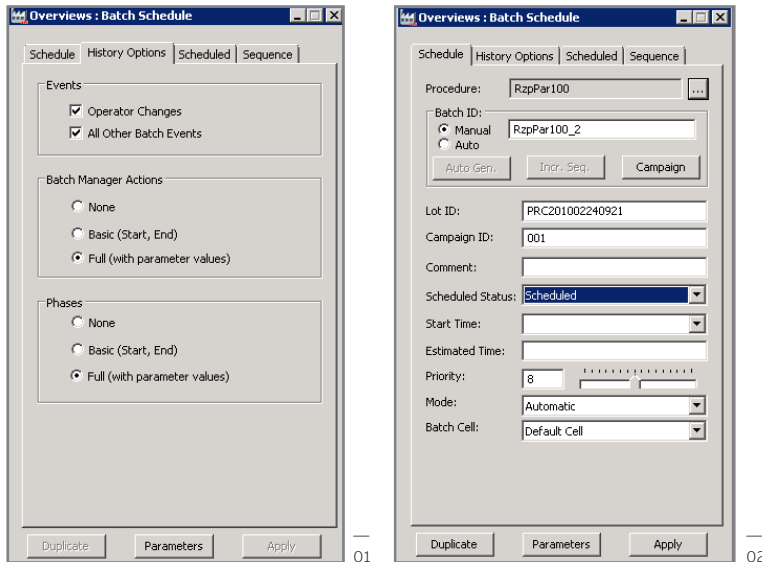 Overviews : Batch Schedule
Schedule History Options Scheduled Sequence
Events
Operator Changes
All Other Batch Events
Batch Manager Actions
None
Basic (Start, End)
Full (with parameter values)
Phases
None
Basic (Start, End)
Full (with parameter values)
Duplicate Parameters Apply
01
Overviews : Batch Schedule
Schedule History Options Scheduled Sequence
Procedure: RzpPar100 ...
Batch ID:
Manual RzpPar100_2
Auto
Auto Gen. Incr. Seq. Campaign
Lot ID: PRC201002240921
Campaign ID: 001
Comment:
Scheduled Status: Scheduled
Start Time:
Estimated Time:
Priority: 8
Mode: Automatic
Batch Cell: Default Cell
Duplicate Parameters Apply
02